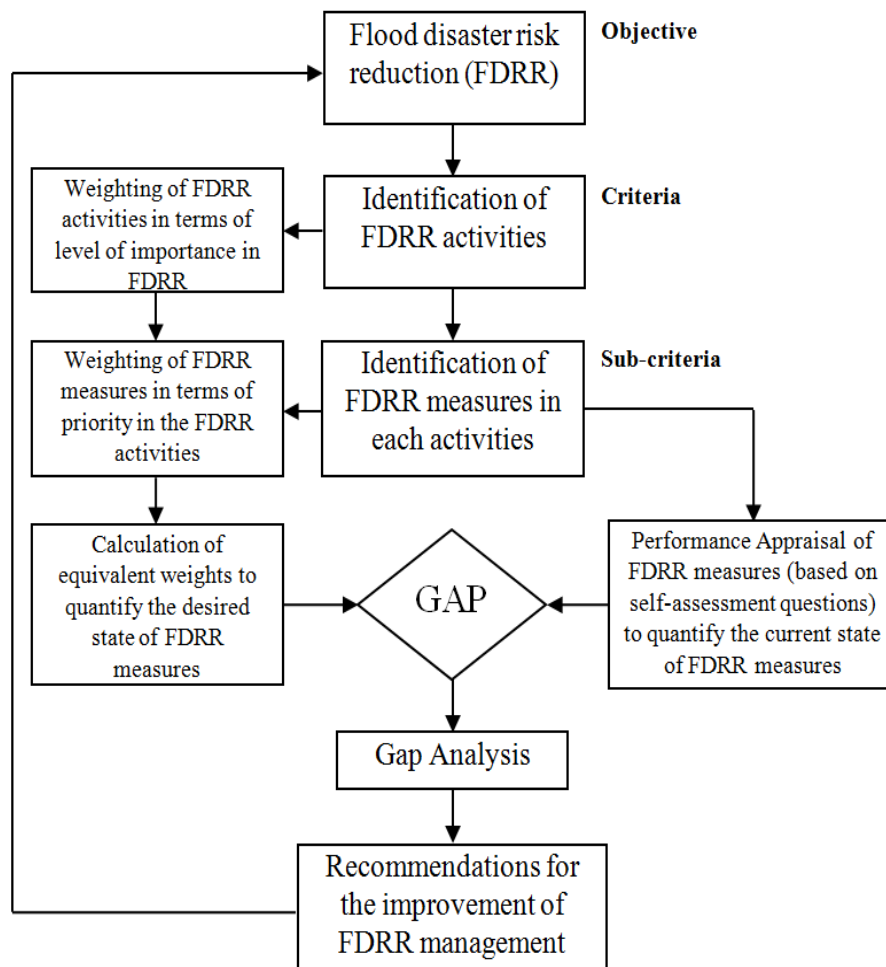 Flood disaster risk
reduction (FDRR)
Objective
Weighting of FDRR
activities in terms of
level of importance in
FDRR
Identification of
FDRR activities
Criteria
Weighting of FDRR
measures in terms of
priority in the FDRR
activities
Identification of
FDRR measures in
each activities
Sub-criteria
Calculation of
equivalent weights to
quantify the desired
state of FDRR
measures
GAP
Performance Appraisal of
FDRR measures (based on
self-assessment questions)
to quantify the current state
of FDRR measures
Gap Analysis
Recommendations for
the improvement of
FDRR management